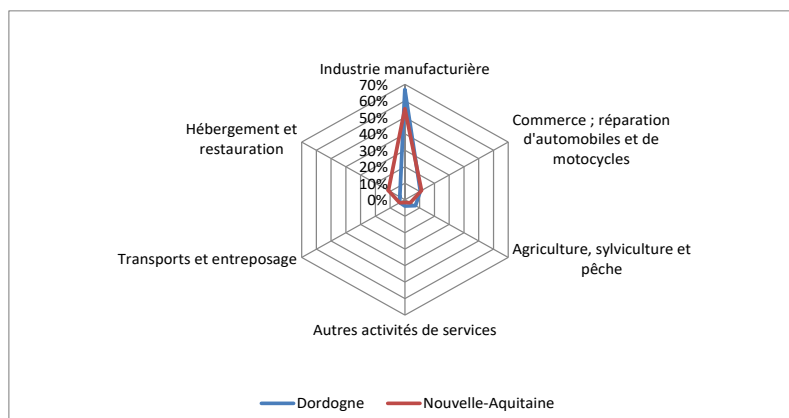 Industrie manufacturière
70%
60%
50%
40%
30%
20%
10%
0%
Commerce ; réparation
d'automobiles et de
motocycles
Agriculture, sylviculture et
pêche
Autres activités de services
Transports et entreposage
Hébergement et
restauration
Dordogne
Nouvelle-Aquitaine